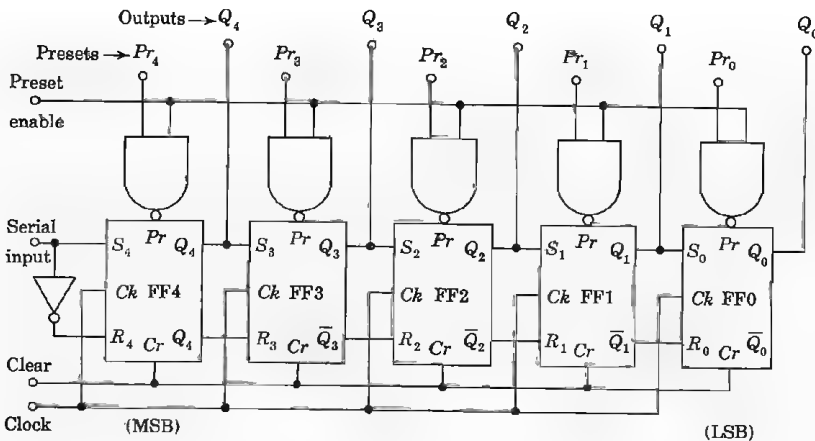 Outputs → Q4 Q3 Q2 Q1 Q0
Presets → Pr4 Pr3 Pr2 Pr1 Pr0
Preset
enable
Serial
input
S4 Pr Q4 S3 Pr Q3 S2 Pr Q2 S1 Pr Q1 S0 Pr Q0
Ck FF4 Ck FF3 Ck FF2 Ck FF1 Ck FF0
R4 Cr Q4 R3 Cr Q̅3 R2 Cr Q̅2 R1 Cr Q̅1 R0 Cr Q̅0
Clear
Clock
(MSB) (LSB)